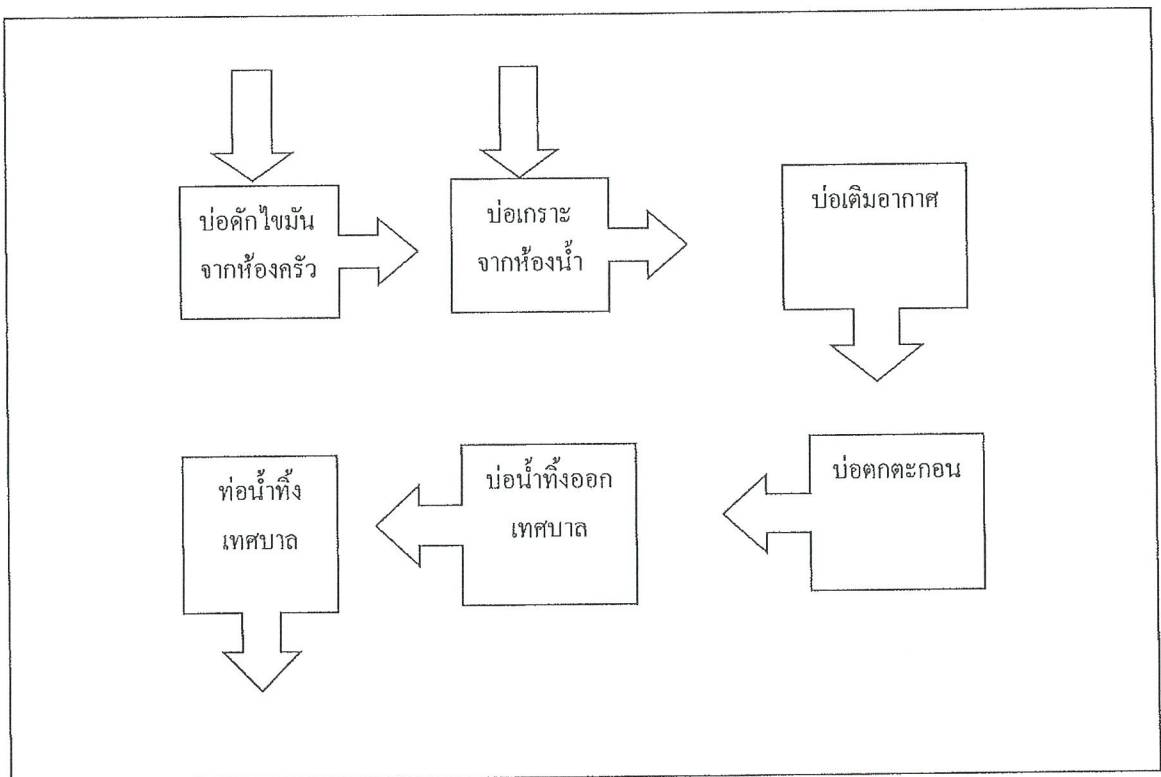 บ่อดักไขมัน
จากห้องครัว
บ่อเกราะ
จากห้องน้ำ
บ่อเติมอากาศ
บ่อตกตะกอน
บ่อน้ำทิ้งออก
เทศบาล
ท่อน้ำทิ้ง
เทศบาล